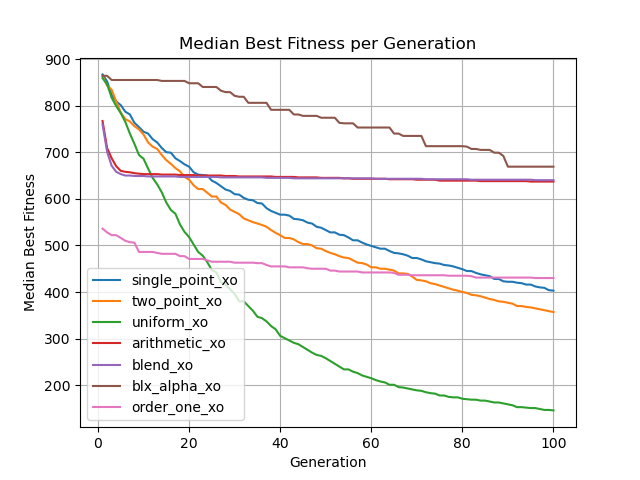 Median Best Fitness per Generation
Median Best Fitness
900
800
700
600
500
400
300
200
single_point_xo
two_point_xo
uniform_xo
arithmetic_xo
blend_xo
blx_alpha_xo
order_one_xo
0 20 40 60 80 100
Generation